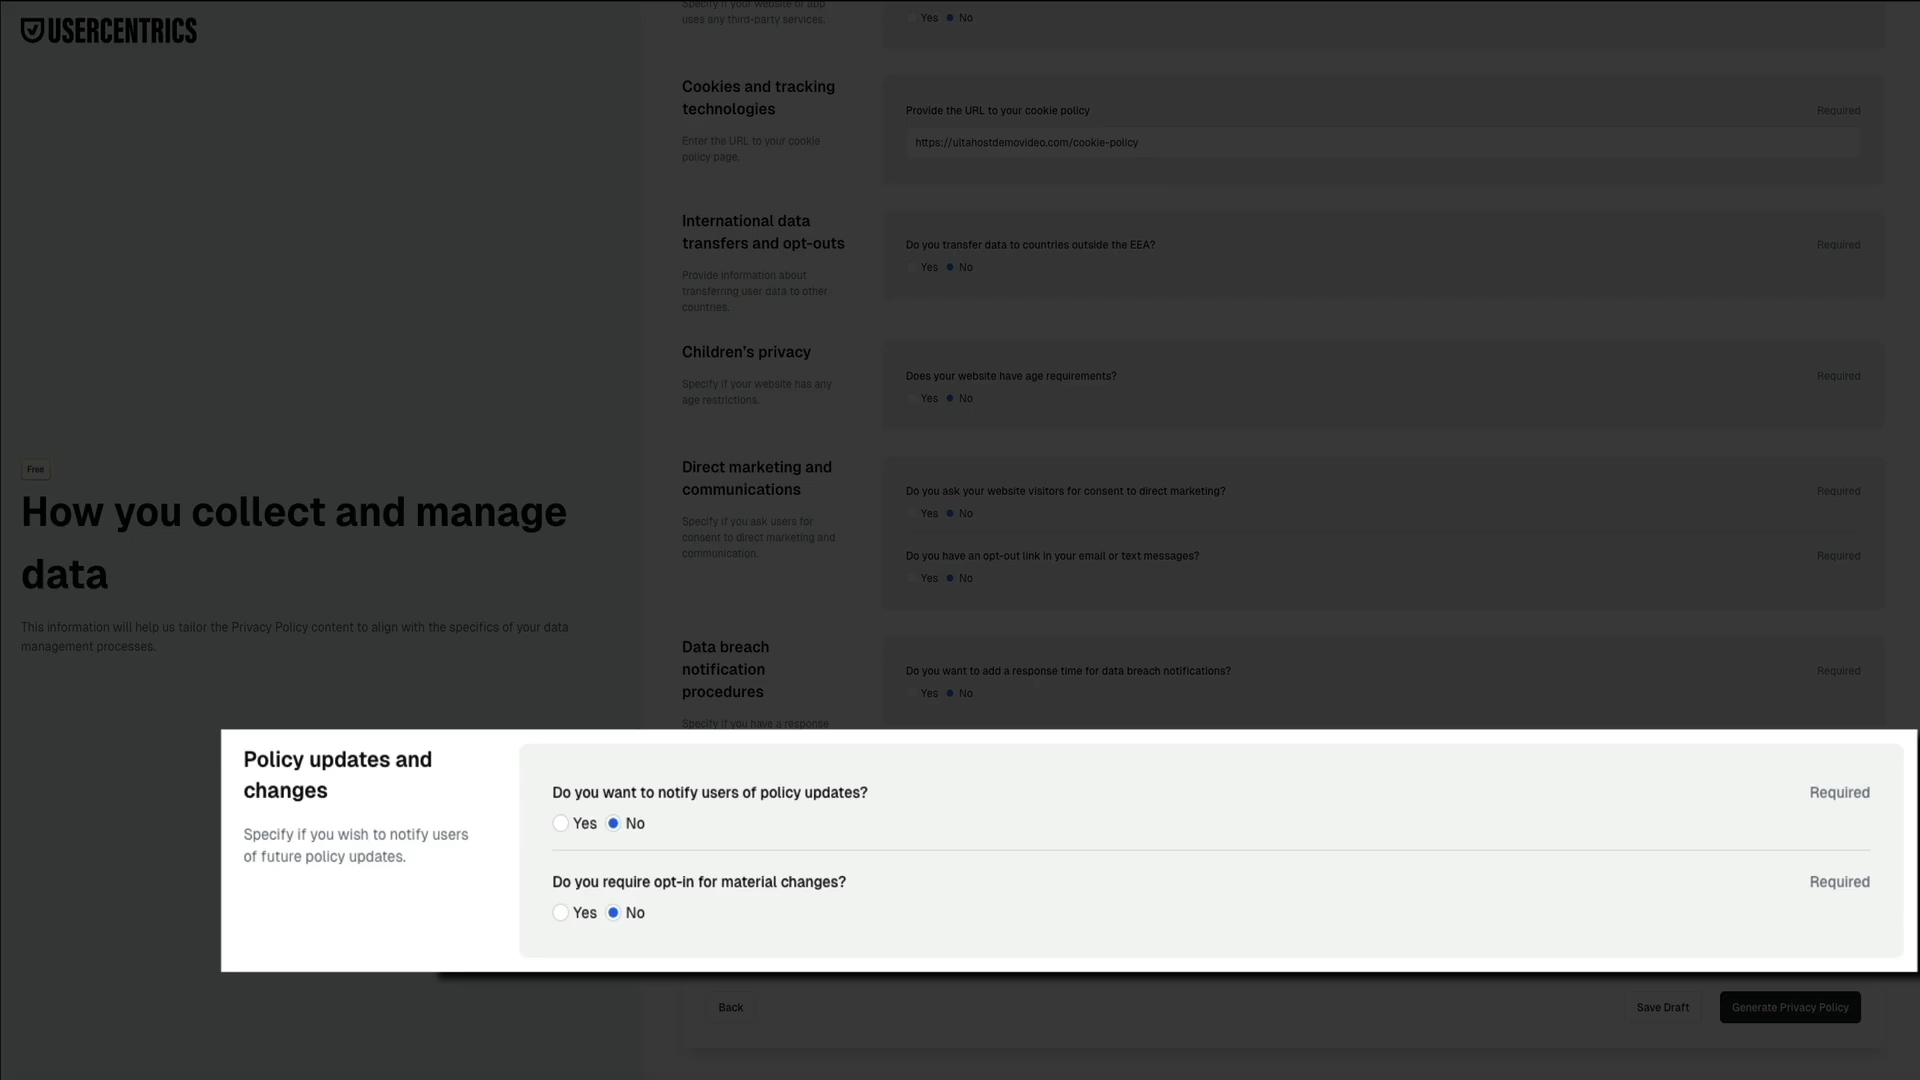 USERCENTRICS
Free
How you collect and manage
data
This information will help us tailor the Privacy Policy content to align with the specifics of your data
management processes.
Specify if your website or app
uses any third-party services.
Yes No
Cookies and tracking
technologies
Enter the URL to your cookie
policy page.
Provide the URL to your cookie policy
Required
https://ultahostdemovideo.com/cookie-policy
International data
transfers and opt-outs
Provide information about
transferring user data to other
countries.
Do you transfer data to countries outside the EEA?
Required
Yes No
Children's privacy
Specify if your website has any
age restrictions.
Does your website have age requirements?
Required
Yes No
Direct marketing and
communications
Specify if you ask users for
consent to direct marketing and
communication.
Do you ask your website visitors for consent to direct marketing?
Required
Yes No
Do you have an opt-out link in your email or text messages?
Required
Yes No
Data breach
notification
procedures
Specify if you have a response
Do you want to add a response time for data breach notifications?
Required
Yes No
Policy updates and
changes
Specify if you wish to notify users
of future policy updates.
Do you want to notify users of policy updates?
Required
Yes No
Do you require opt-in for material changes?
Required
Yes No
Back
Save Draft
Generate Privacy Policy